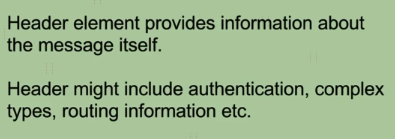 Header element provides information about
the message itself.
Header might include authentication, complex
types, routing information etc.